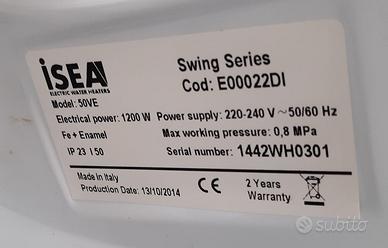 iSEA
ELECTRIC WATER HEATERS
Swing Series
Cod: E00022DI
Model: 50VE
Electrical power: 1200 W Power supply: 220-240 V ~ 50/60 Hz
Fe + Enamel Max working pressure: 0,8 MPa
IP 23 I 50 Serial number: 1442WH0301
Made in Italy
Production Date: 13/10/2014
CE
2 Years
Warranty
subito